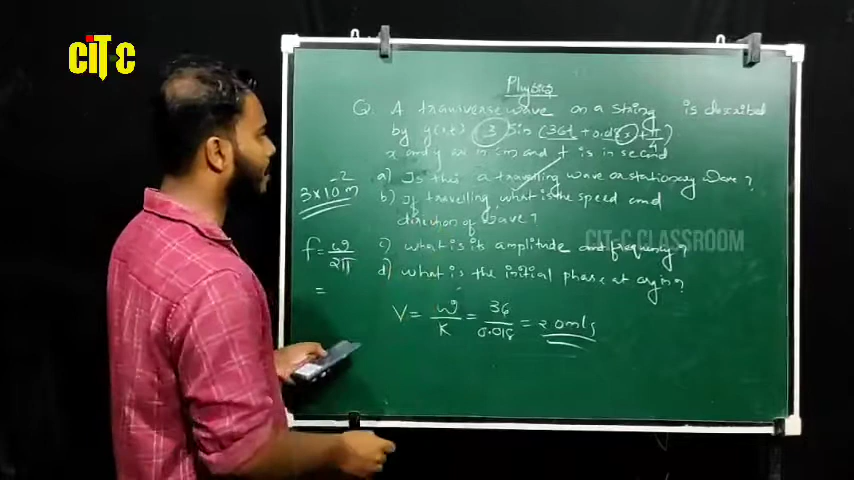 CITC
Physics
Q. A transverse wave on a string is described
by y(x,t) 3 Sin (36t + 0.018x + π/4)
x and y are in cm and t is in second
a) Is this a travelling wave or stationary wave?
b) If travelling, what is the speed and
direction of wave?
c) what is its amplitude and frequency?
d) what is the initial phase at origin?
3×10⁻² m
f = ω/2π
=
V = ω/K = 36/0.018 = 20m/s
CIT-C CLASSROOM